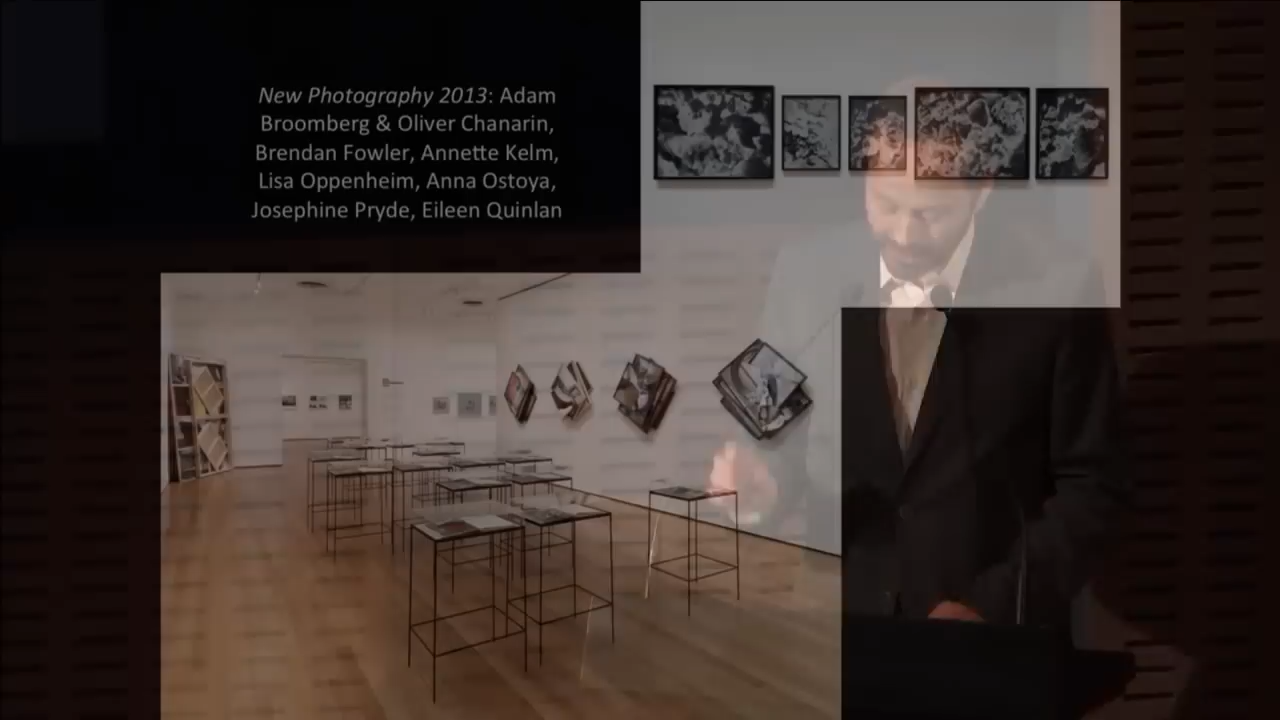 New Photography 2013: Adam
Broomberg & Oliver Chanarin,
Brendan Fowler, Annette Kelm,
Lisa Oppenheim, Anna Ostoya,
Josephine Pryde, Eileen Quinlan